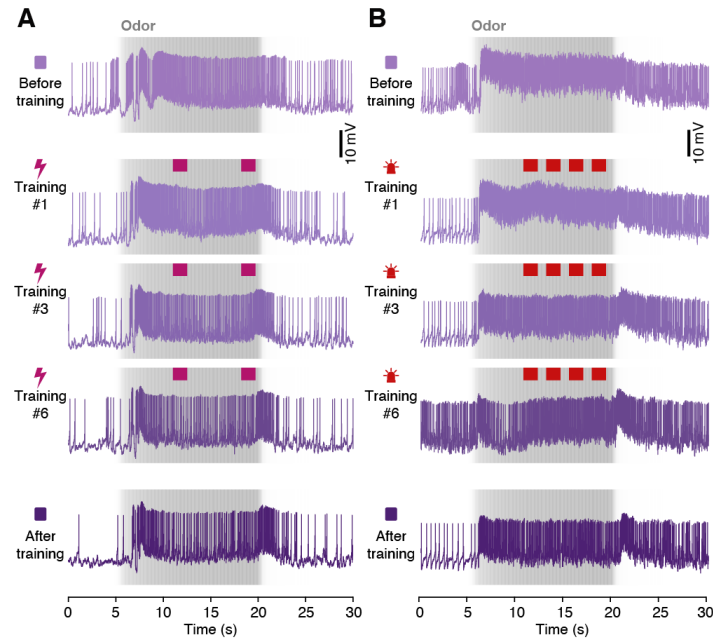 A
B
Odor
Odor
Before
training
Before
training
10 mV
10 mV
Training
#1
Training
#1
Training
#3
Training
#3
Training
#6
Training
#6
After
training
After
training
0 5 10 15 20 25 30
0 5 10 15 20 25 30
Time (s)
Time (s)